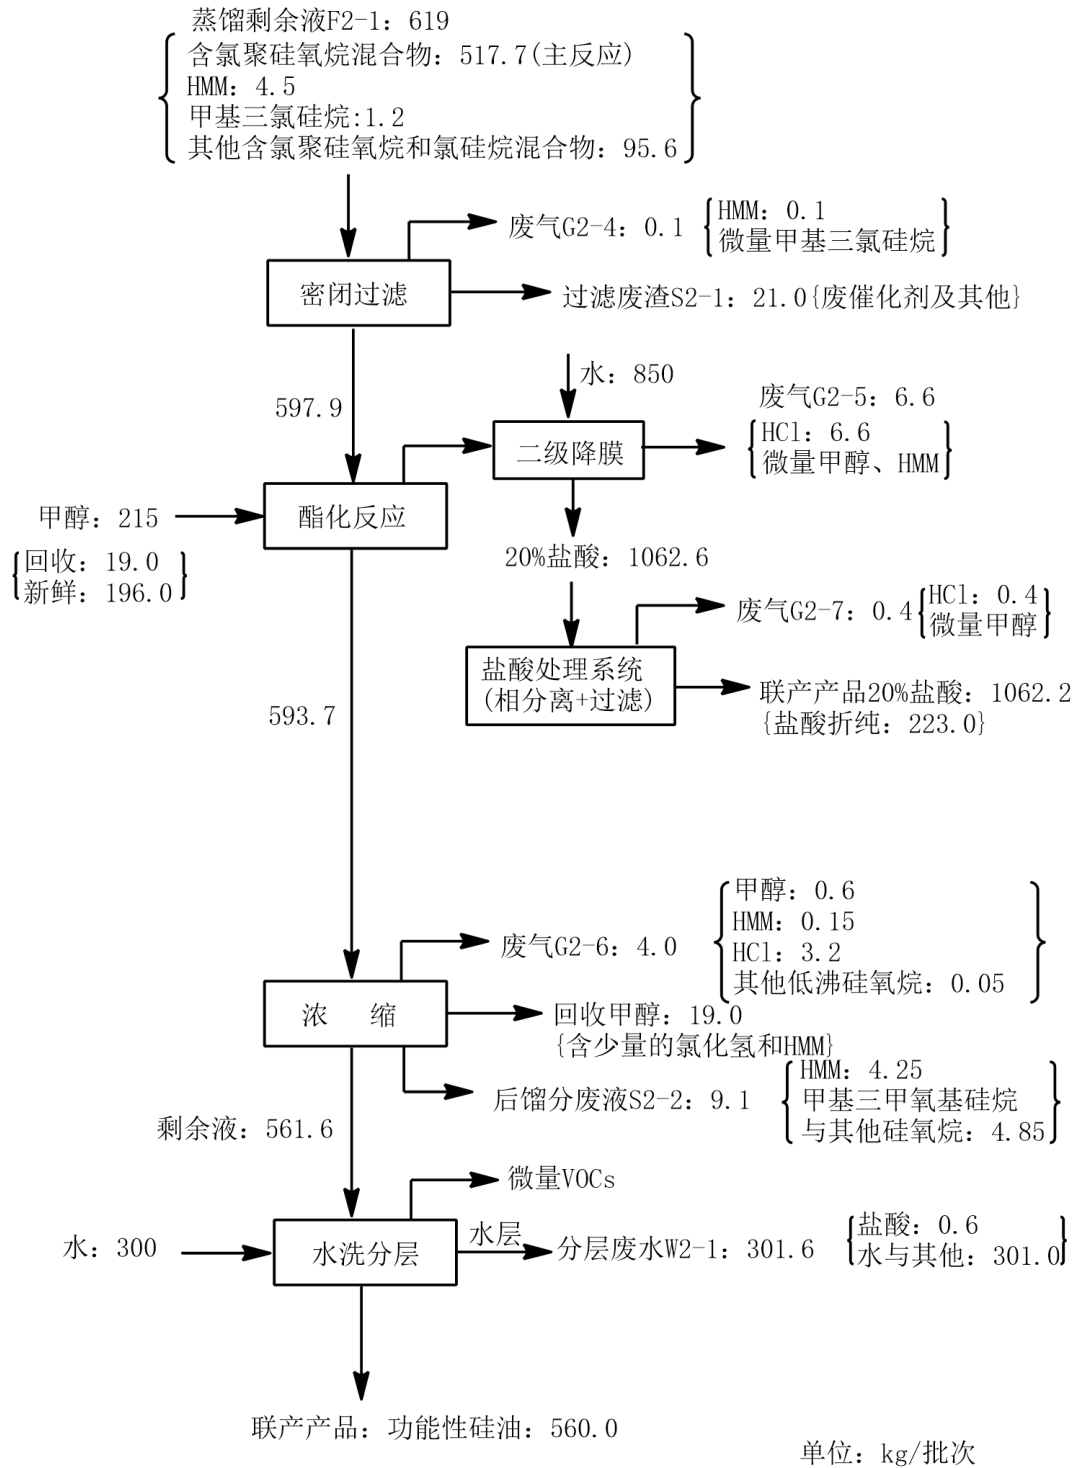 蒸馏剩余液F2-1：619
含氯聚硅氧烷混合物：517.7(主反应)
HMM：4.5
甲基三氯硅烷:1.2
其他含氯聚硅氧烷和氯硅烷混合物：95.6
废气G2-4：0.1
HMM：0.1
微量甲基三氯硅烷
密闭过滤
过滤废渣S2-1：21.0{废催化剂及其他}
水：850
597.9
废气G2-5：6.6
HCl：6.6
微量甲醇、HMM
二级降膜
甲醇：215
回收：19.0
新鲜：196.0
酯化反应
20%盐酸：1062.6
废气G2-7：0.4
HCl：0.4
微量甲醇
盐酸处理系统
(相分离+过滤)
联产产品20%盐酸：1062.2
{盐酸折纯：223.0}
593.7
废气G2-6：4.0
甲醇：0.6
HMM：0.15
HCl：3.2
其他低沸硅氧烷：0.05
浓 缩
回收甲醇：19.0
{含少量的氯化氢和HMM}
后馏分废液S2-2：9.1
HMM：4.25
甲基三甲氧基硅烷
与其他硅氧烷：4.85
剩余液：561.6
微量VOCs
水：300
水洗分层
水层
分层废水W2-1：301.6
盐酸：0.6
水与其他：301.0
联产产品：功能性硅油：560.0
单位：kg/批次